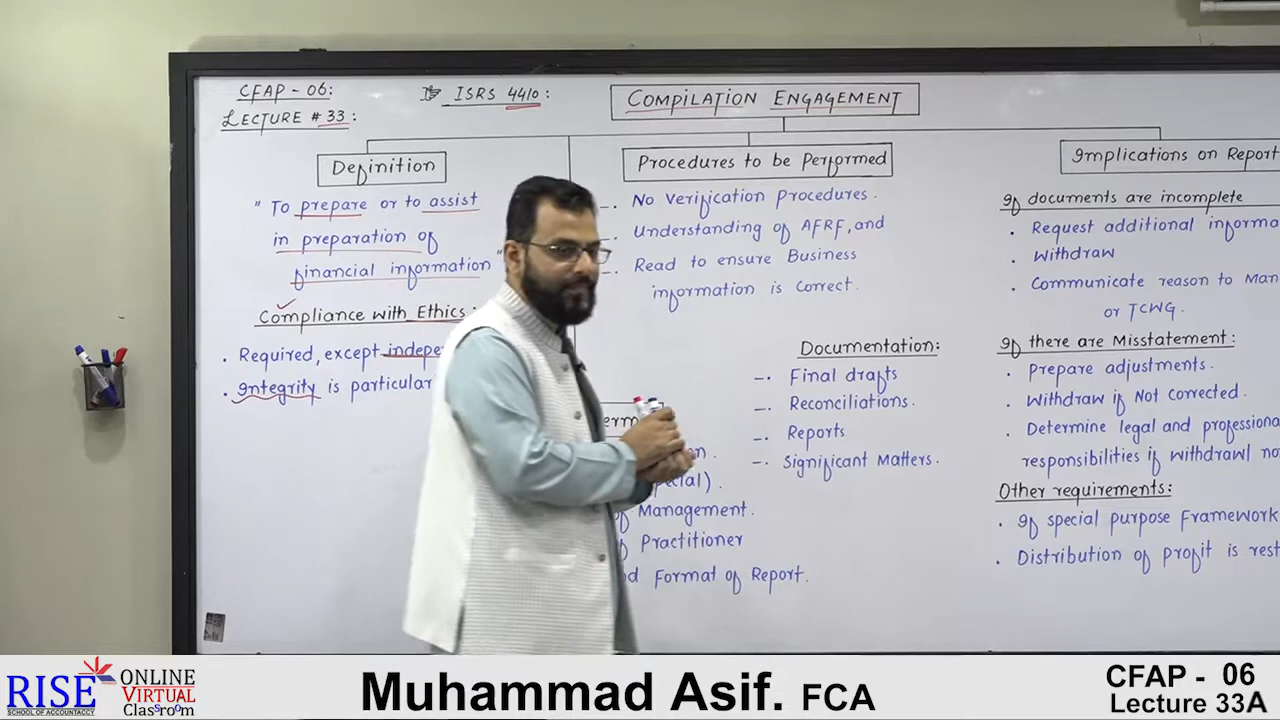 CFAP - 06:
LECTURE # 33:
ISRS 4410:
COMPILATION ENGAGEMENT
Definition
" To prepare or to assist
in preparation of
financial information "
Compliance with Ethics:
. Required, except indepe
. Integrity is particular
Procedures to be Performed
-. No Verification procedures.
-. Understanding of AFRF, and
-. Read to ensure Business
information is correct.
Documentation:
-. Final drafts
-. Reconciliations.
-. Reports
-. Significant Matters.
of Management.
of Practitioner
Format of Report.
Implications on Report
If documents are incomplete
. Request additional informa
. Withdraw
. Communicate reason to Man
or TCWG.
If there are Misstatement:
. Prepare adjustments.
. Withdraw if Not corrected.
. Determine legal and professiona
responsibilities if withdrawl no
Other requirements:
. If special purpose Framework
. Distribution of profit is rest
RISE
SCHOOL OF ACCOUNTANCY
ONLINE
VIRTUAL
Classroom
Muhammad Asif. FCA
CFAP - 06
Lecture 33A